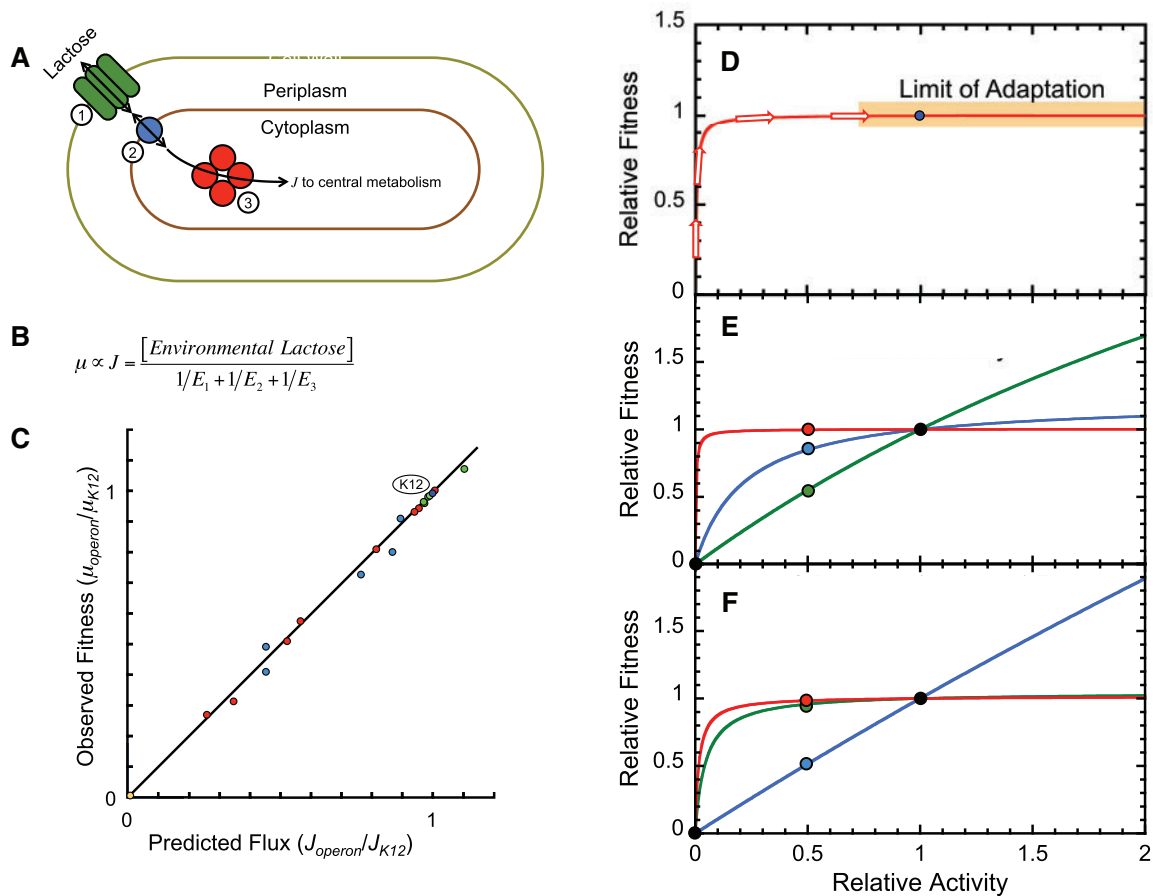 A
Lactose
1
2
3
Periplasm
Cytoplasm
J to central metabolism
B
μ ∝ J = [Environmental Lactose] / 1/E₁ + 1/E₂ + 1/E₃
C
Observed Fitness (μoperon/μK12)
1
0
K12
0
1
Predicted Flux (Joperon/JK12)
D
Limit of Adaptation
Relative Fitness
1.5
1
0.5
0
E
Relative Fitness
1.5
1
0.5
0
F
Relative Fitness
1.5
1
0.5
0
0
0.5
1
1.5
2
Relative Activity